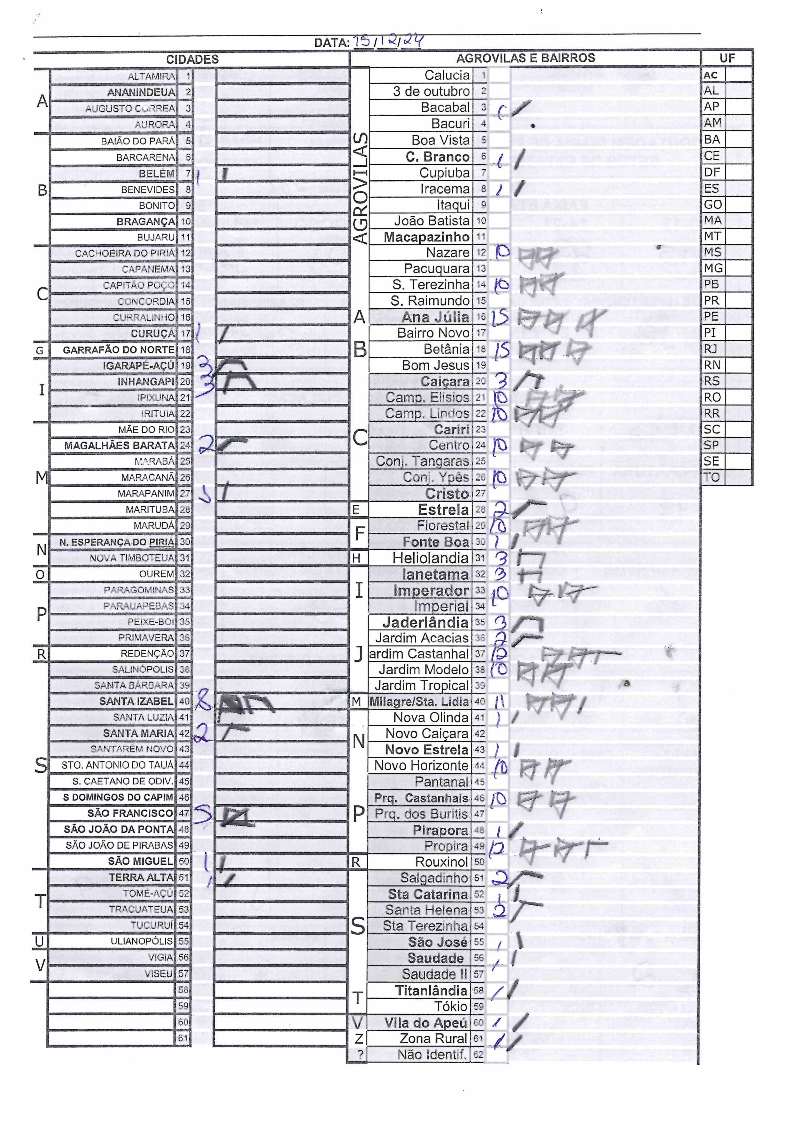 DATA: 15/12/24
CIDADES
A
ALTAMIRA 1
ANANINDEUA 2
AUGUSTO CORREA 3
AURORA 4
B
BAIÃO DO PARÁ 5
BARCARENA 6
BELÉM 7 1
BENEVIDES 8
BONITO 9
BRAGANÇA 10
BUJARU 11
C
CACHOEIRA DO PIRIA 12
CAPANEMA 13
CAPITÃO POÇO 14
CONCORDIA 15
CURRALINHO 16
CURUÇA 17 1
G
GARRAFÃO DO NORTE 18
I
IGARAPÉ-AÇÚ 19 3
INHANGAPI 20 3
IPIXUNA 21
IRITUIA 22
M
MÃE DO RIO 23
MAGALHÃES BARATA 24 2
MARABÁ 25
MARACANÃ 26
MARAPANIM 27
MARITUBA 28
MARUDÁ 29
N
N. ESPERANÇA DO PIRIA 30
NOVA TIMBOTEUA 31
O
OUREM 32
P
PARAGOMINAS 33
PARAUAPEBAS 34
PEIXE-BOI 35
PRIMAVERA 36
R
REDENÇÃO 37
S
SALINÓPOLIS 38
SANTA BÁRBARA 39
SANTA IZABEL 40 8
SANTA LUZIA 41
SANTA MARIA 42 2
SANTARÉM NOVO 43
STO. ANTONIO DO TAUÁ 44
S. CAETANO DE ODIV. 45
S DOMINGOS DO CAPIM 46
SÃO FRANCISCO 47 5
SÃO JOÃO DA PONTA 48
SÃO JOÃO DE PIRABAS 49
SÃO MIGUEL 50 1
T
TERRA ALTA 51 1
TOMÉ-AÇÚ 52
TRACUATEUA 53
TUCURUÍ 54
U
ULIANOPÓLIS 55
V
VIGIA 56
VISEU 57
58
59
60
61
AGROVILAS E BAIRROS
AGROVILAS
Calucia 1
3 de outubro 2
Bacabal 3 1
Bacuri 4
Boa Vista 5
C. Branco 6 1
Cupiuba 7
Iracema 8 1
Itaqui 9
João Batista 10
Macapazinho 11
Nazare 12 10
Pacuquara 13
S. Terezinha 14 10
S. Raimundo 15
A
Ana Júlia 16 15
B
Bairro Novo 17
Betânia 18 15
Bom Jesus 19
C
Caiçara 20 3
Camp. Elísios 21 10
Camp. Lindos 22 10
Cariri 23
Centro 24 10
Conj. Tangaras 25
Conj. Ypês 26 10
Cristo 27
E
Estrela 28 2
F
Florestal 29 10
Fonte Boa 30 1
H
Heliolandia 31 3
I
Ianetama 32 3
Imperador 33 10
Imperial 34
J
Jaderlândia 35 3
Jardim Acacias 36 2
ardim Castanhal 37 12
Jardim Modelo 38 10
Jardim Tropical 39
M
Milagre/Sta. Lídia 40 11
N
Nova Olinda 41 1
Novo Caiçara 42
Novo Estrela 43 1
Novo Horizonte 44 10
P
Pantanal 45
Prq. Castanhais 46 10
Prq. dos Buritis 47
Pirapora 48 1
Propira 49 12
R
Rouxinol 50
S
Salgadinho 51 2
Sta Catarina 52 1
Santa Helena 53 2
Sta Terezinha 54
São José 55 1
Saudade 56 1
Saudade II 57
T
Titanlândia 58 1
Tókio 59
V
Vila do Apeú 60 1
Z
Zona Rural 61 1
?
Não Identif. 62
UF
AC
AL
AP
AM
BA
CE
DF
ES
GO
MA
MT
MS
MG
PB
PR
PE
PI
RJ
RN
RS
RO
RR
SC
SP
SE
TO